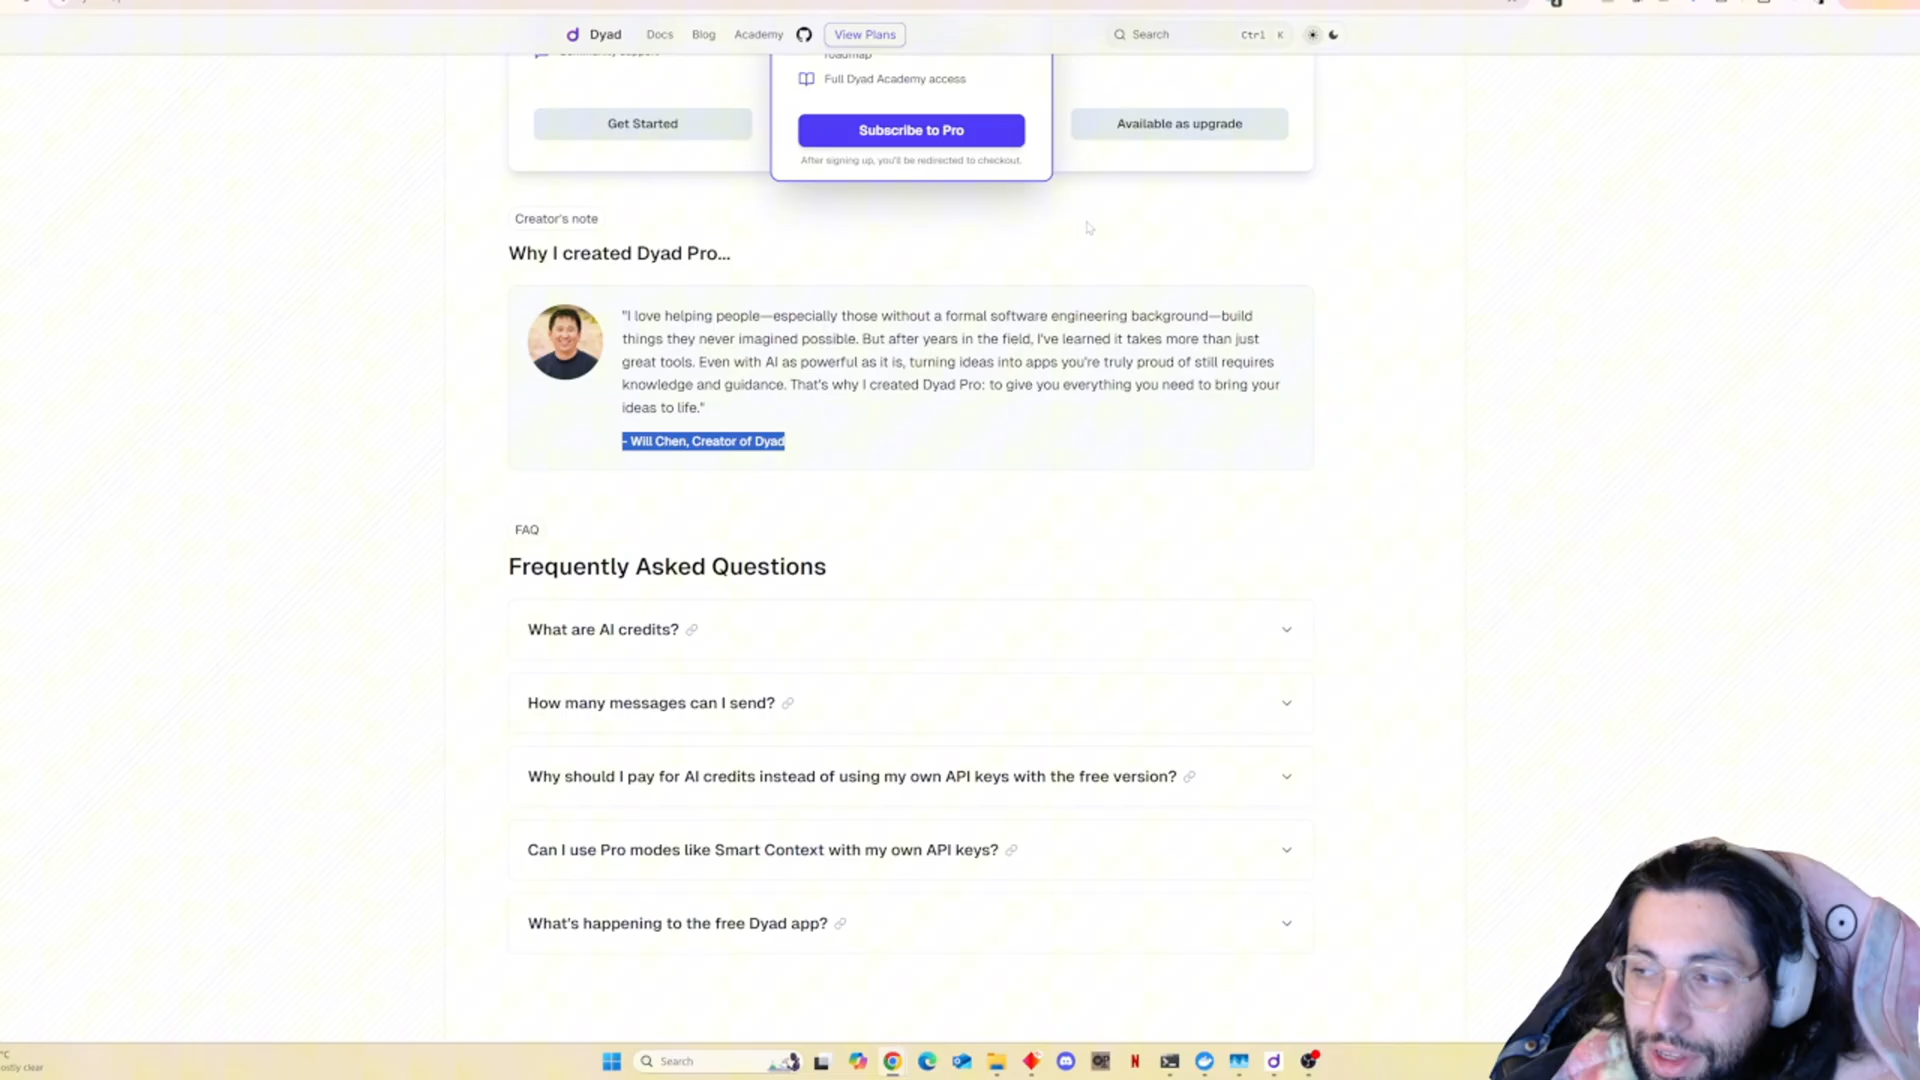 Dyad Docs Blog Academy View Plans Search Ctrl K
roadmap
Full Dyad Academy access
Get Started
Subscribe to Pro
Available as upgrade
After signing up, you'll be redirected to checkout.
Creator's note
Why I created Dyad Pro...
"I love helping people—especially those without a formal software engineering background—build
things they never imagined possible. But after years in the field, I've learned it takes more than just
great tools. Even with AI as powerful as it is, turning ideas into apps you're truly proud of still requires
knowledge and guidance. That's why I created Dyad Pro: to give you everything you need to bring your
ideas to life."
- Will Chen, Creator of Dyad
FAQ
Frequently Asked Questions
What are AI credits?
How many messages can I send?
Why should I pay for AI credits instead of using my own API keys with the free version?
Can I use Pro modes like Smart Context with my own API keys?
What's happening to the free Dyad app?
°C
ostly clear
Search